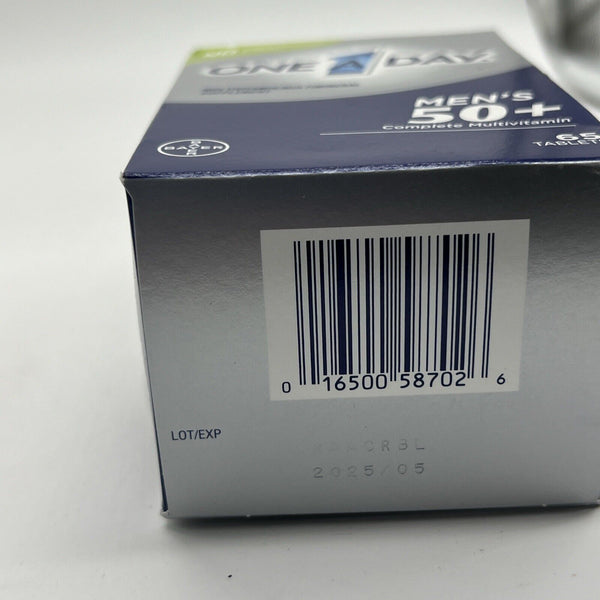 ONE A DAY
MEN'S
50+
Complete Multivitamin
65
TABLETS
BAYER
0 16500 58702 6
LOT/EXP
2025/05